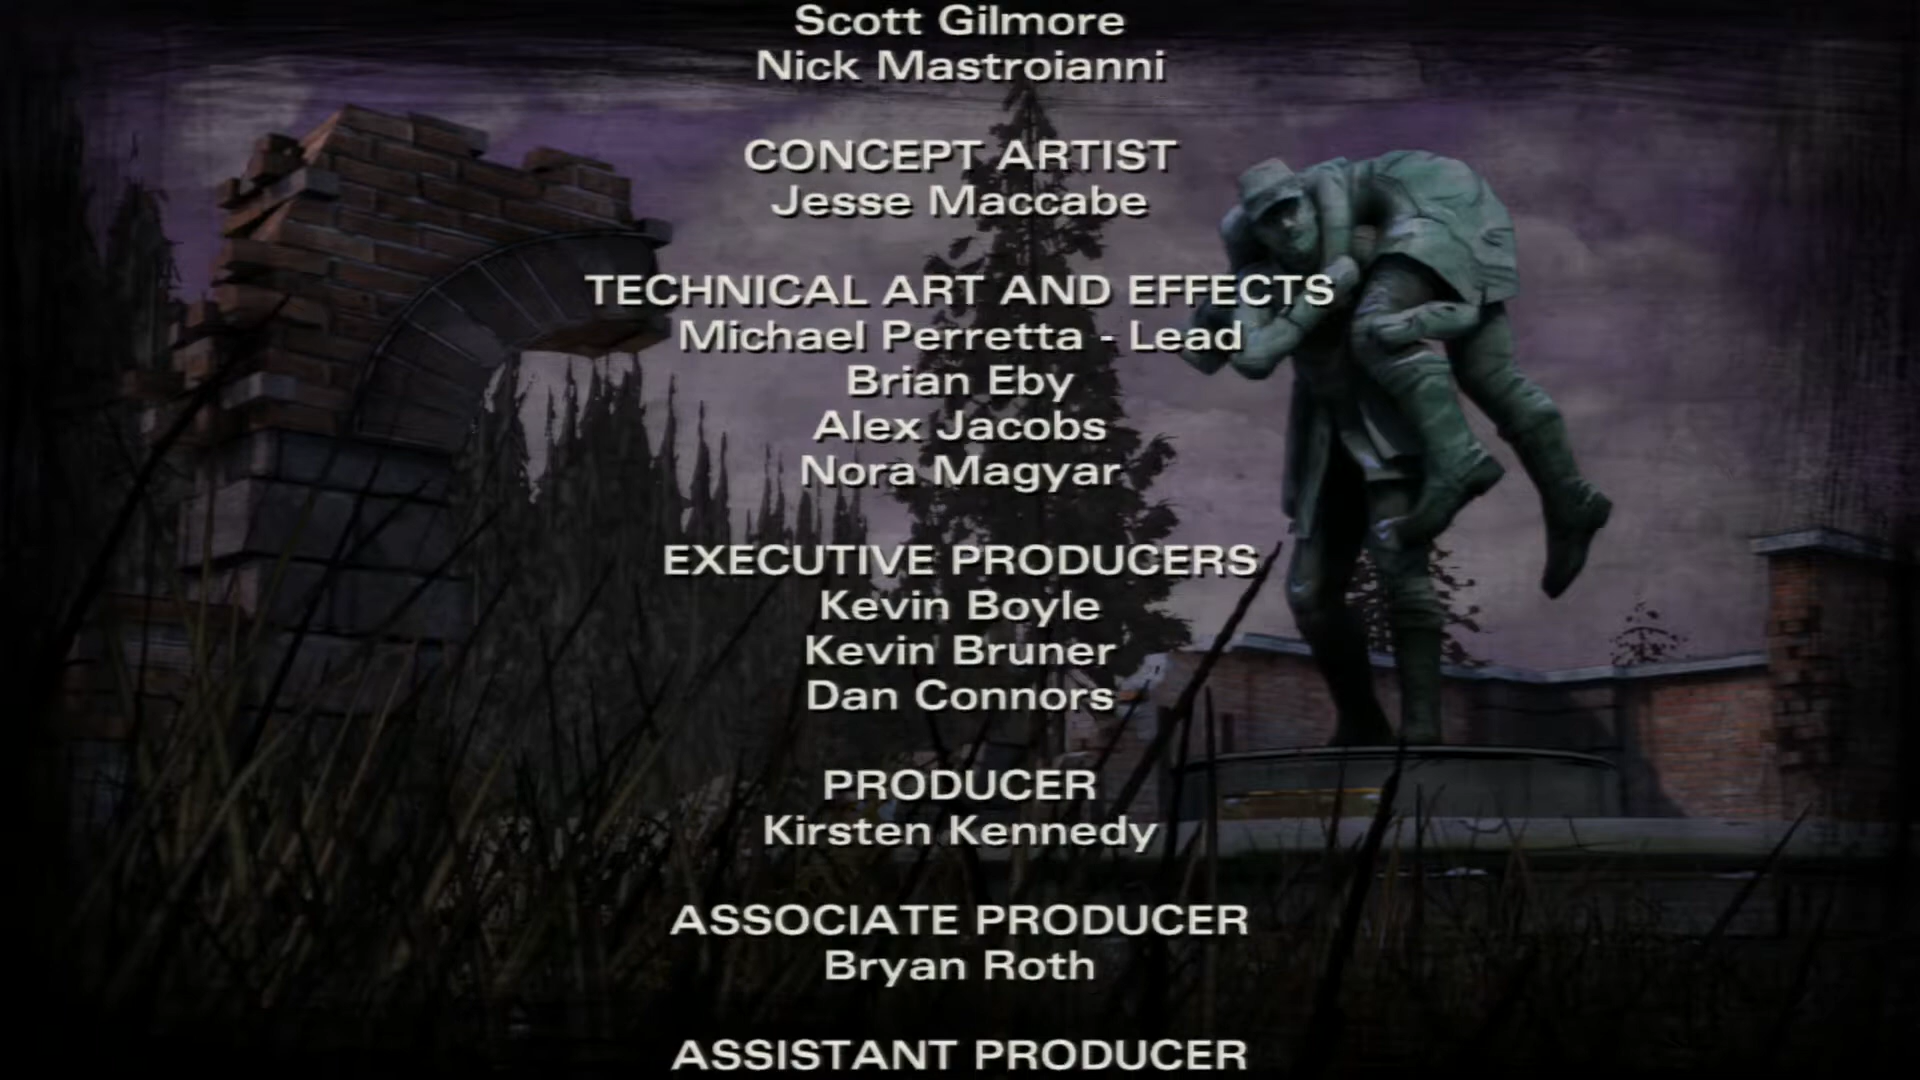 Scott Gilmore
Nick Mastroianni
CONCEPT ARTIST
Jesse Maccabe
TECHNICAL ART AND EFFECTS
Michael Perretta - Lead
Brian Eby
Alex Jacobs
Nora Magyar
EXECUTIVE PRODUCERS
Kevin Boyle
Kevin Bruner
Dan Connors
PRODUCER
Kirsten Kennedy
ASSOCIATE PRODUCER
Bryan Roth
ASSISTANT PRODUCER